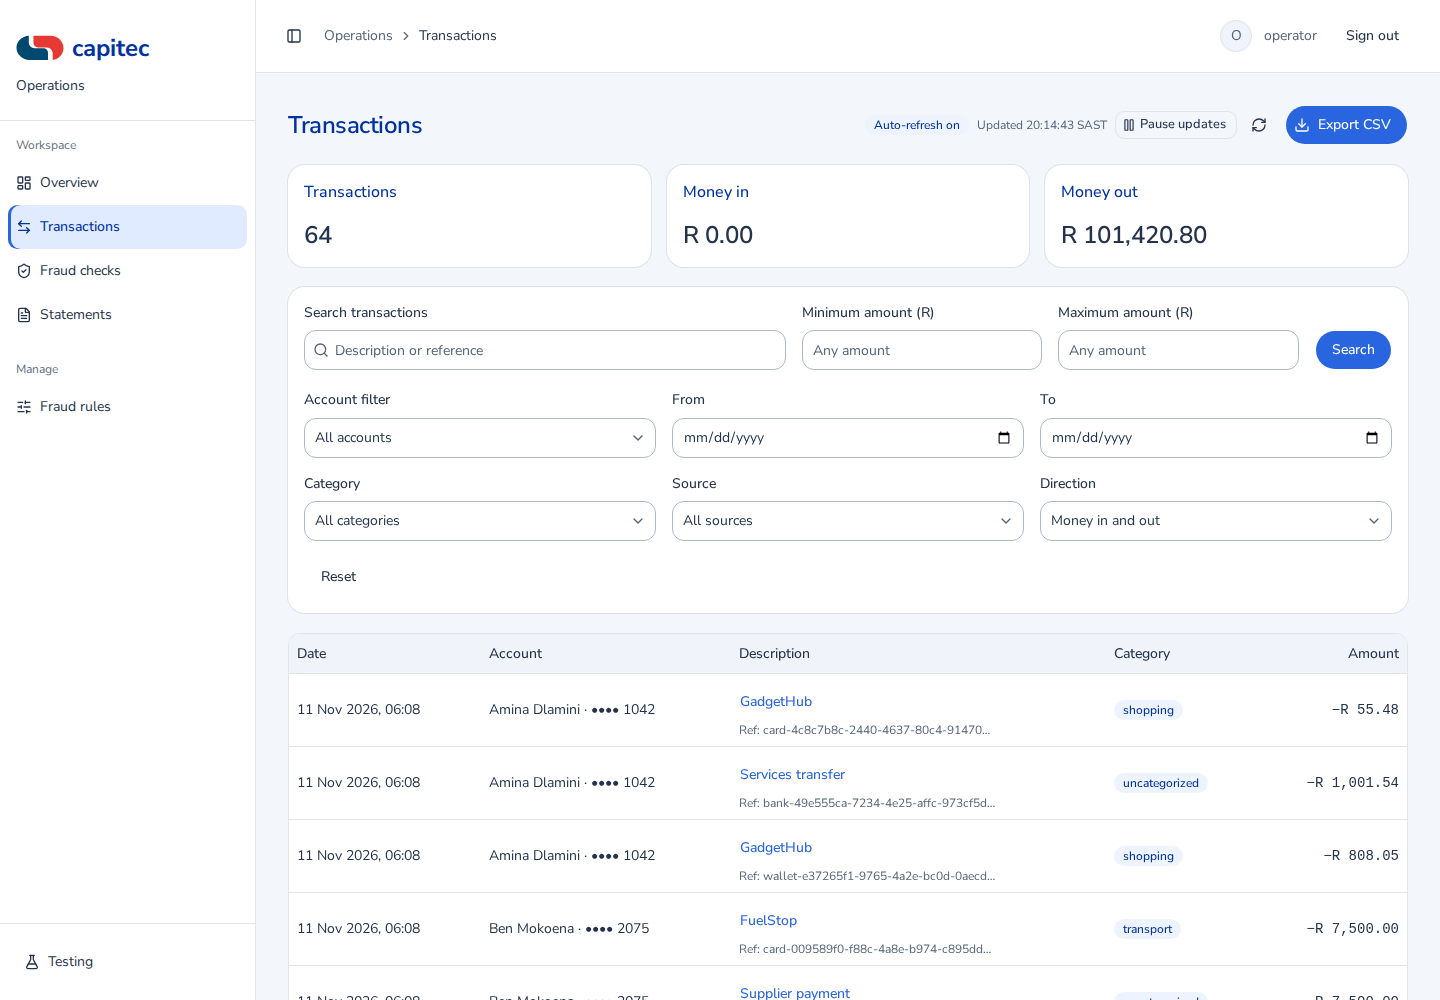 capitec
Operations
Workspace
Overview
Transactions
Fraud checks
Statements
Manage
Fraud rules
Testing
Operations > Transactions
O operator Sign out
Transactions
Auto-refresh on Updated 20:14:43 SAST Pause updates Export CSV
Transactions
64
Money in
R 0.00
Money out
R 101,420.80
Search transactions Minimum amount (R) Maximum amount (R)
Description or reference Any amount Any amount Search
Account filter From To
All accounts mm/dd/yyyy mm/dd/yyyy
Category Source Direction
All categories All sources Money in and out
Reset
Date Account Description Category Amount
11 Nov 2026, 06:08 Amina Dlamini · •••• 1042 GadgetHub shopping −R 55.48
Ref: card-4c8c7b8c-2440-4637-80c4-91470...
11 Nov 2026, 06:08 Amina Dlamini · •••• 1042 Services transfer uncategorized −R 1,001.54
Ref: bank-49e555ca-7234-4e25-affc-973cf5d...
11 Nov 2026, 06:08 Amina Dlamini · •••• 1042 GadgetHub shopping −R 808.05
Ref: wallet-e37265f1-9765-4a2e-bc0d-0aecd...
11 Nov 2026, 06:08 Ben Mokoena · •••• 2075 FuelStop transport −R 7,500.00
Ref: card-009589f0-f88c-4a8e-b974-c895dd...
Supplier payment